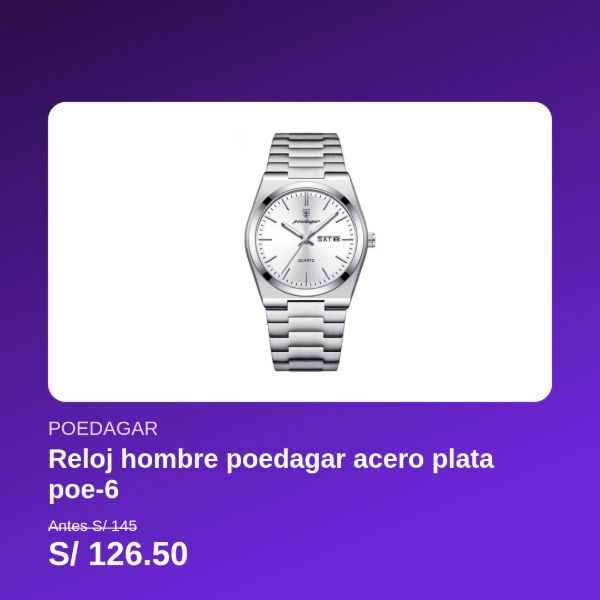 poedagar
SAT
QUARTZ
POEDAGAR
Reloj hombre poedagar acero plata
poe-6
Antes S/ 145
S/ 126.50